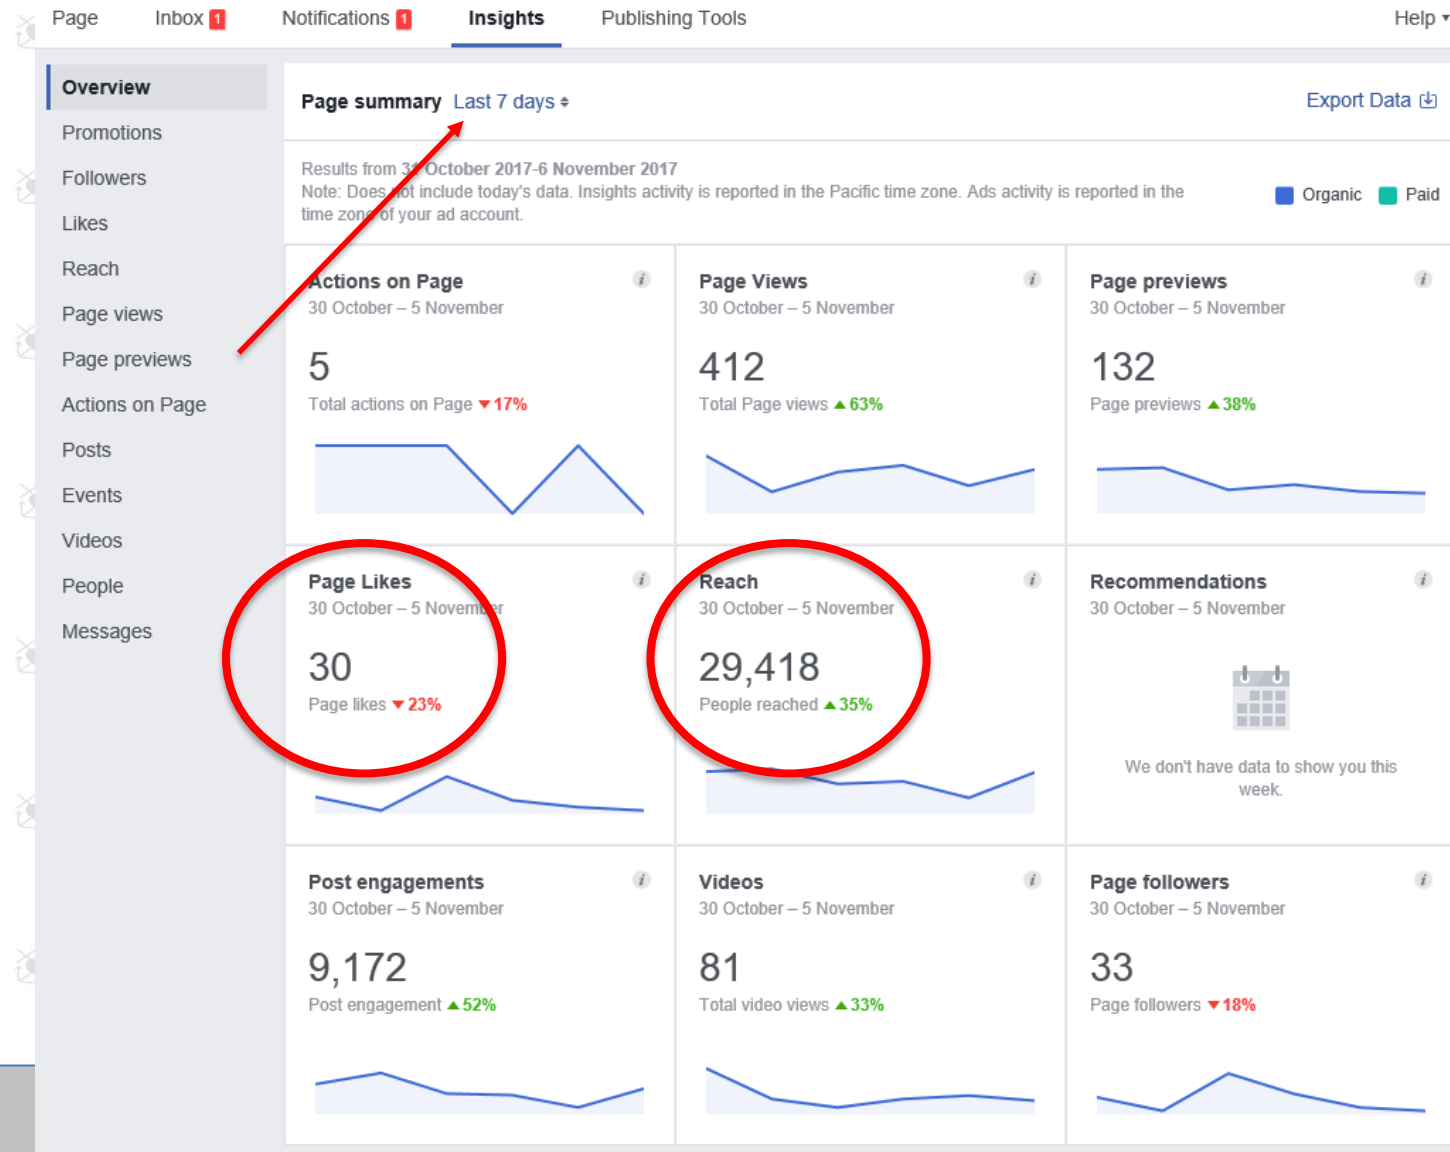 Page Inbox 1 Notifications 1 Insights Publishing Tools Help
Overview
Promotions
Followers
Likes
Reach
Page views
Page previews
Actions on Page
Posts
Events
Videos
People
Messages
Page summary Last 7 days Export Data
Results from 31 October 2017-6 November 2017
Note: Does not include today's data. Insights activity is reported in the Pacific time zone. Ads activity is reported in the
time zone of your ad account.
Organic Paid
Actions on Page
30 October – 5 November
5
Total actions on Page 17%
Page Views
30 October – 5 November
412
Total Page views 63%
Page previews
30 October – 5 November
132
Page previews 38%
Page Likes
30 October – 5 November
30
Page likes 23%
Reach
30 October – 5 November
29,418
People reached 35%
Recommendations
30 October – 5 November
We don't have data to show you this
week.
Post engagements
30 October – 5 November
9,172
Post engagement 52%
Videos
30 October – 5 November
81
Total video views 33%
Page followers
30 October – 5 November
33
Page followers 18%